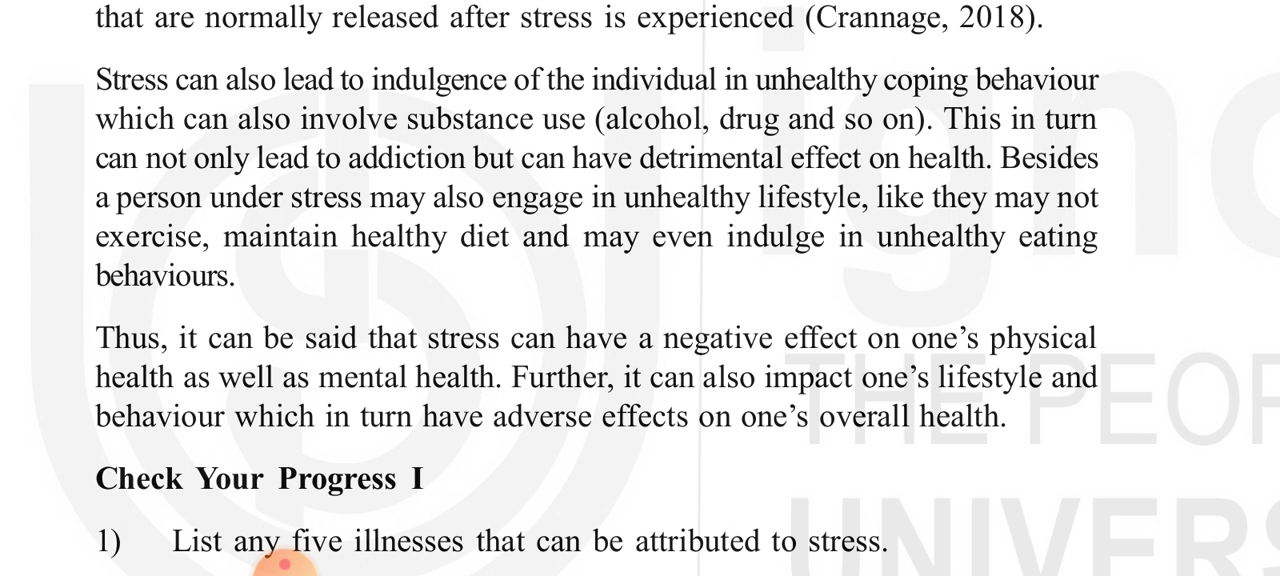 that are normally released after stress is experienced (Crannage, 2018).
Stress can also lead to indulgence of the individual in unhealthy coping behaviour
which can also involve substance use (alcohol, drug and so on). This in turn
can not only lead to addiction but can have detrimental effect on health. Besides
a person under stress may also engage in unhealthy lifestyle, like they may not
exercise, maintain healthy diet and may even indulge in unhealthy eating
behaviours.
Thus, it can be said that stress can have a negative effect on one’s physical
health as well as mental health. Further, it can also impact one’s lifestyle and
behaviour which in turn have adverse effects on one’s overall health.
Check Your Progress I
1) List any five illnesses that can be attributed to stress.
ign
THE PEO
UNIVERS